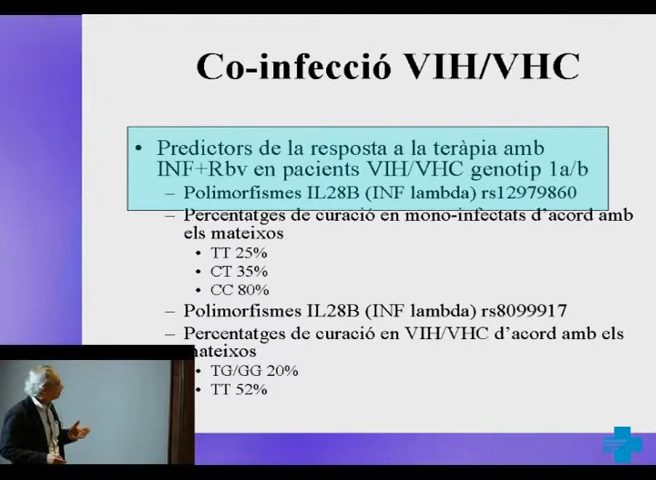 Co-infecció VIH/VHC
• Predictors de la resposta a la teràpia amb
INF+Rbv en pacients VIH/VHC genotip 1a/b
– Polimorfismes IL28B (INF lambda) rs12979860
– Percentatges de curació en mono-infectats d'acord amb
els mateixos
• TT 25%
• CT 35%
• CC 80%
– Polimorfismes IL28B (INF lambda) rs8099917
– Percentatges de curació en VIH/VHC d'acord amb els
mateixos
• TG/GG 20%
• TT 52%